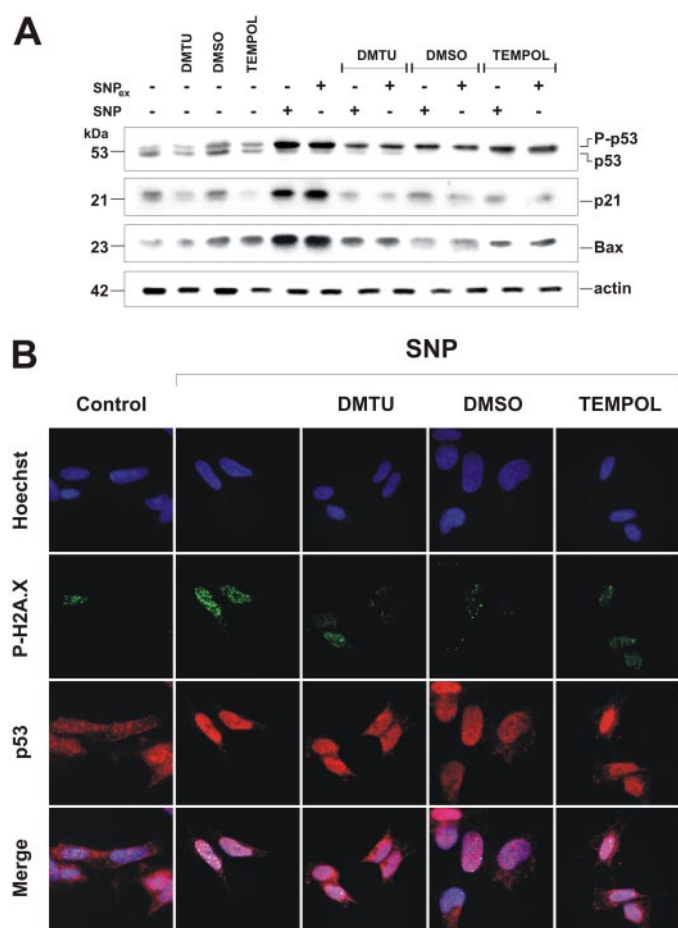 A
DMTU DMSO TEMPOL
DMTU DMSO TEMPOL
SNPex - - - - - + - + - + - +
SNP - - - - + - + - + - + -
kDa
53 P-p53
p53
21 p21
23 Bax
42 actin
B
SNP
Control DMTU DMSO TEMPOL
Hoechst
P-H2A.X
p53
Merge